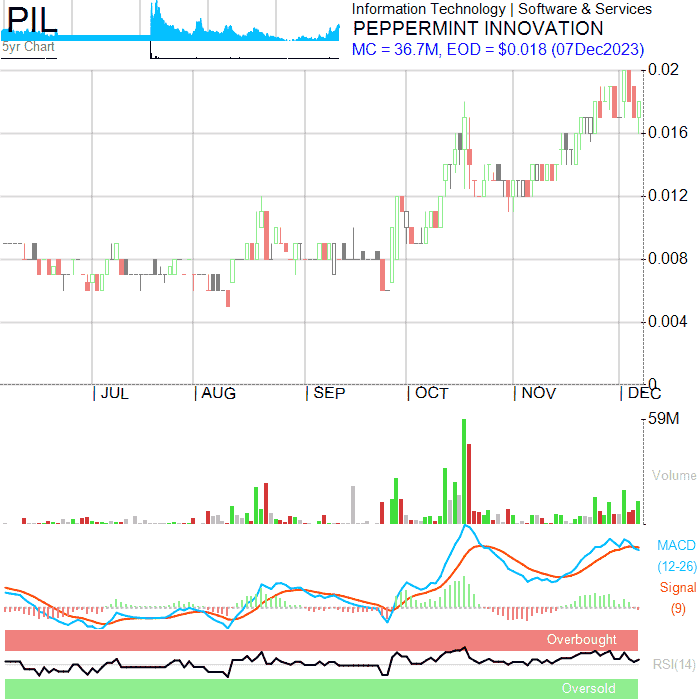 PIL
5yr Chart
Information Technology | Software & Services
PEPPERMINT INNOVATION
MC = 36.7M, EOD = $0.018 (07Dec2023)
0.02
0.016
0.012
0.008
0.004
0
JUL AUG SEP OCT NOV DEC
59M
Volume
MACD
(12-26)
Signal
(9)
Overbought
RSI(14)
Oversold